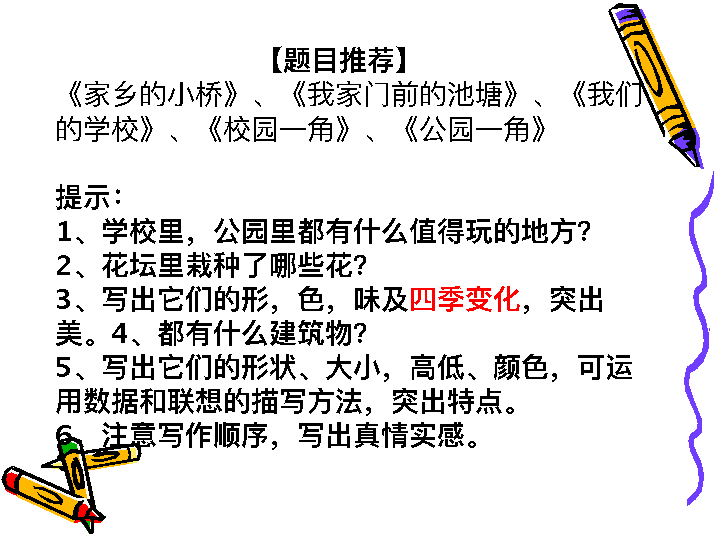 【题目推荐】
《家乡的小桥》、《我家门前的池塘》、《我们
的学校》、《校园一角》、《公园一角》
提示：
1、学校里，公园里都有什么值得玩的地方？
2、花坛里栽种了哪些花？
3、写出它们的形，色，味及四季变化，突出
美。4、都有什么建筑物？
5、写出它们的形状、大小，高低、颜色，可运
用数据和联想的描写方法，突出特点。
6、注意写作顺序，写出真情实感。